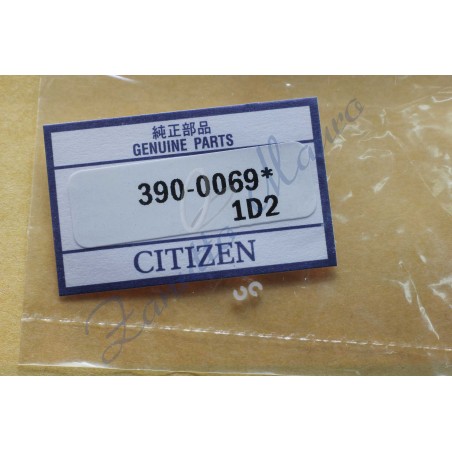 純正部品
GENUINE PARTS
390-0069*
1D2
CITIZEN